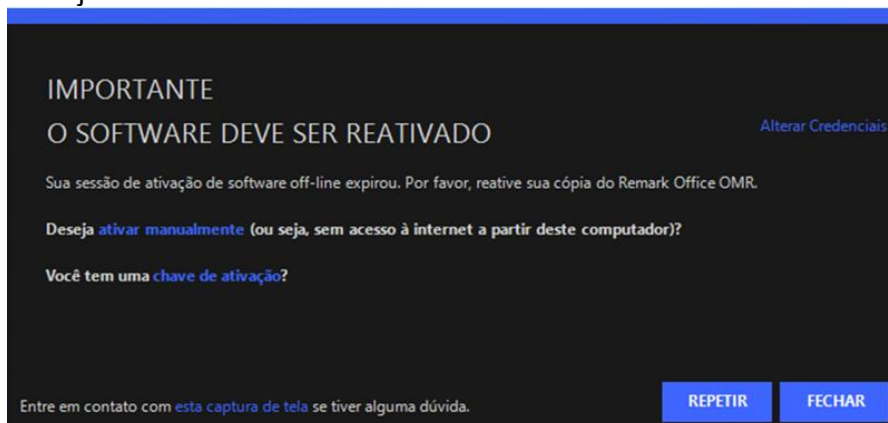 IMPORTANTE
O SOFTWARE DEVE SER REATIVADO
Alterar Credenciais
Sua sessão de ativação de software off-line expirou. Por favor, reative sua cópia do Remark Office OMR.
Deseja ativar manualmente (ou seja, sem acesso à internet a partir deste computador)?
Você tem uma chave de ativação?
Entre em contato com esta captura de tela se tiver alguma dúvida.
REPETIR
FECHAR